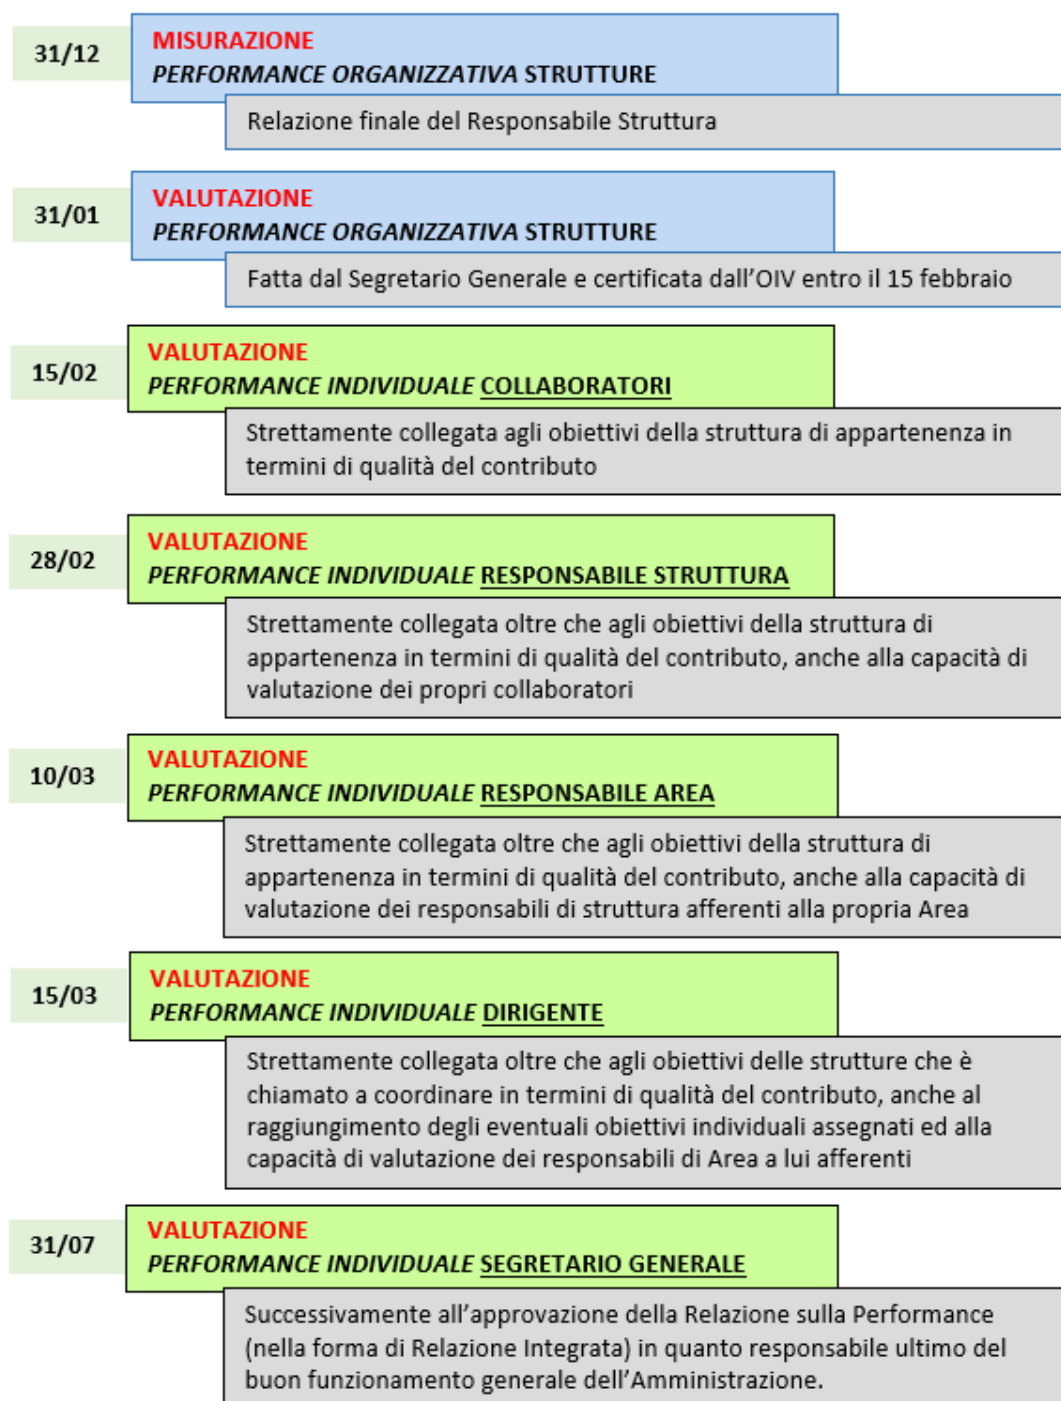 31/12
MISURAZIONE
PERFORMANCE ORGANIZZATIVA STRUTTURE
Relazione finale del Responsabile Struttura
31/01
VALUTAZIONE
PERFORMANCE ORGANIZZATIVA STRUTTURE
Fatta dal Segretario Generale e certificata dall'OIV entro il 15 febbraio
15/02
VALUTAZIONE
PERFORMANCE INDIVIDUALE COLLABORATORI
Strettamente collegata agli obiettivi della struttura di appartenenza in
termini di qualità del contributo
28/02
VALUTAZIONE
PERFORMANCE INDIVIDUALE RESPONSABILE STRUTTURA
Strettamente collegata oltre che agli obiettivi della struttura di
appartenenza in termini di qualità del contributo, anche alla capacità di
valutazione dei propri collaboratori
10/03
VALUTAZIONE
PERFORMANCE INDIVIDUALE RESPONSABILE AREA
Strettamente collegata oltre che agli obiettivi della struttura di
appartenenza in termini di qualità del contributo, anche alla capacità di
valutazione dei responsabili di struttura afferenti alla propria Area
15/03
VALUTAZIONE
PERFORMANCE INDIVIDUALE DIRIGENTE
Strettamente collegata oltre che agli obiettivi delle strutture che è
chiamato a coordinare in termini di qualità del contributo, anche al
raggiungimento degli eventuali obiettivi individuali assegnati ed alla
capacità di valutazione dei responsabili di Area a lui afferenti
31/07
VALUTAZIONE
PERFORMANCE INDIVIDUALE SEGRETARIO GENERALE
Successivamente all'approvazione della Relazione sulla Performance
(nella forma di Relazione Integrata) in quanto responsabile ultimo del
buon funzionamento generale dell'Amministrazione.